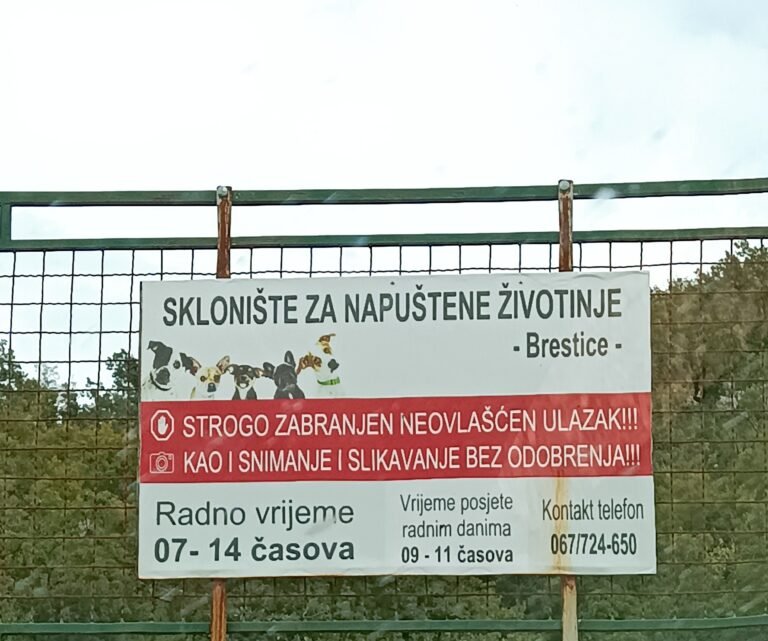 SKLONIŠTE ZA NAPUŠTENE ŽIVOTINJE
- Brestice -
STROGO ZABRANJEN NEOVLAŠĆEN ULAZAK!!!
KAO I SNIMANJE I SLIKAVANJE BEZ ODOBRENJA!!!
Radno vrijeme
07- 14 časova
Vrijeme posjete
radnim danima
09 - 11 časova
Kontakt telefon
067/724-650